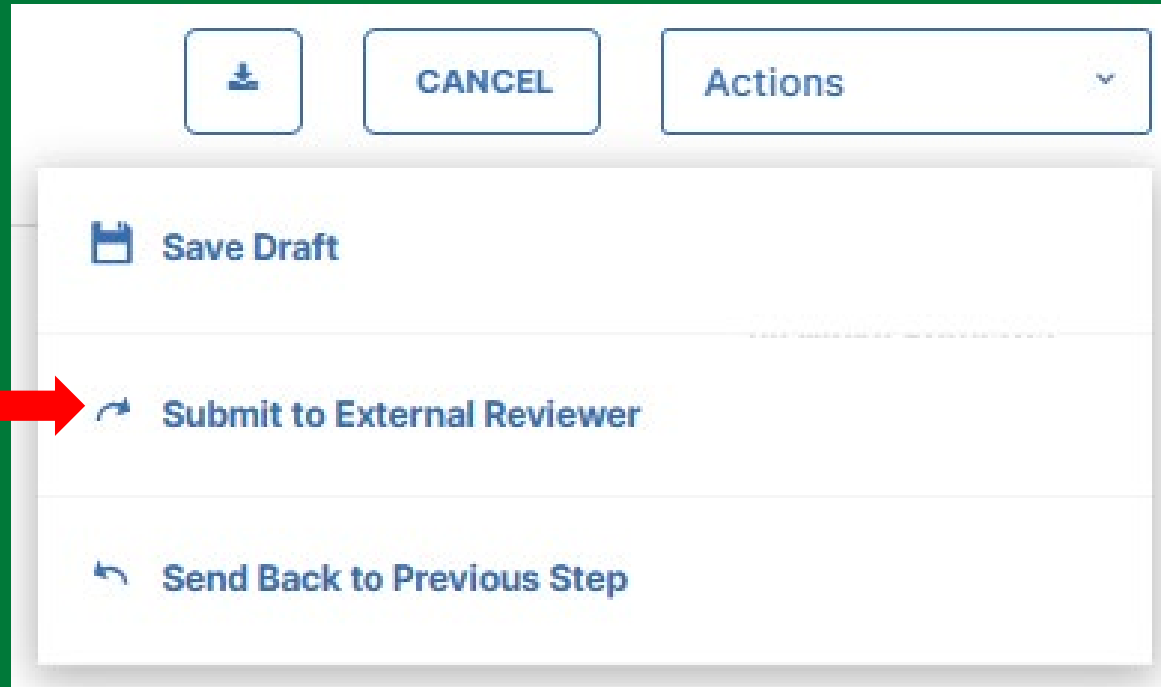 CANCEL
Actions
Save Draft
Submit to External Reviewer
Send Back to Previous Step